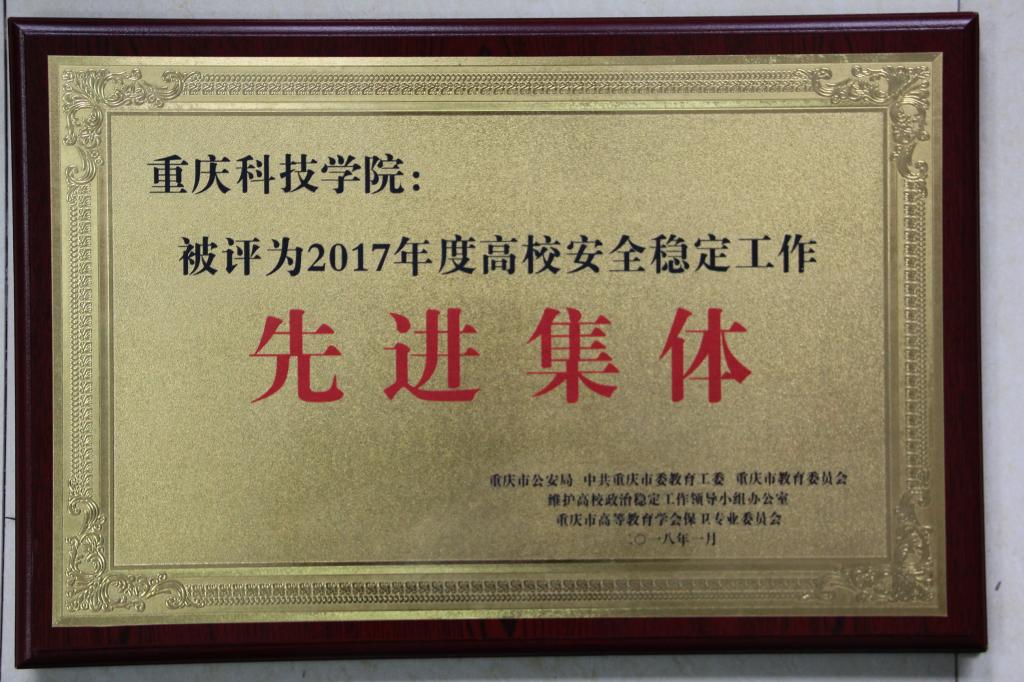 重庆科技学院：
被评为2017年度高校安全稳定工作
先进集体
重庆市公安局 中共重庆市委教育工委 重庆市教育委员会
维护高校政治稳定工作领导小组办公室
重庆市高等教育学会保卫专业委员会
二〇一八年一月